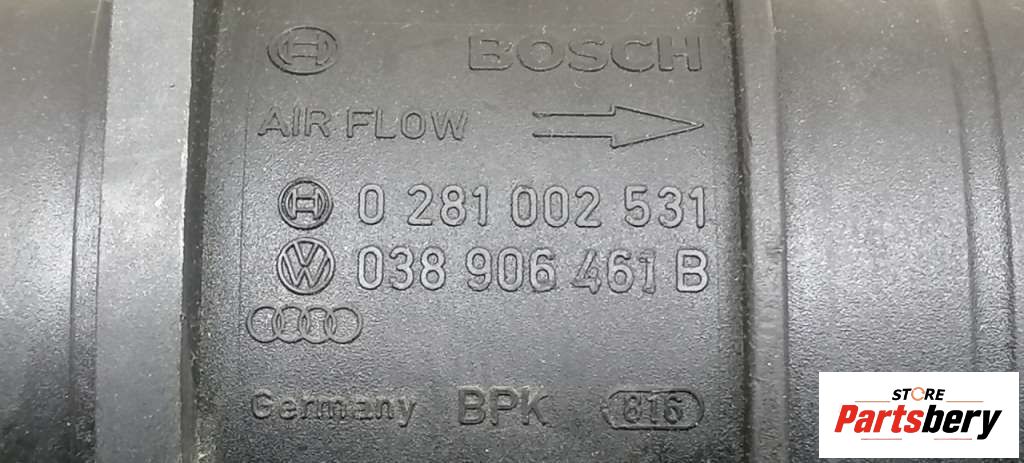 BOSCH
AIR FLOW
0 281 002 531
038 906 461 B
Germany BPK 816
STORE
Partsbery